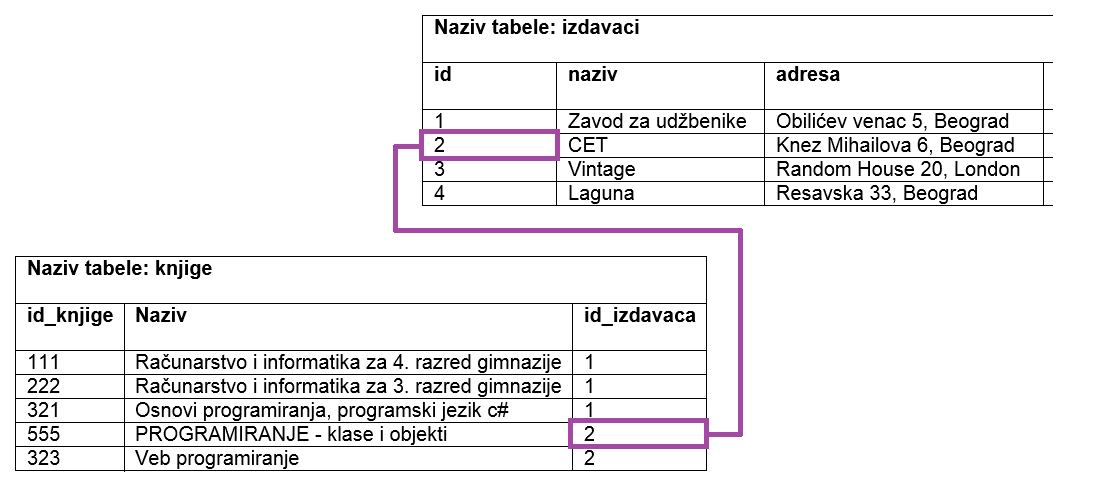 Naziv tabele: izdavaci
id naziv adresa
1 Zavod za udžbenike Obilićev venac 5, Beograd
2 CET Knez Mihailova 6, Beograd
3 Vintage Random House 20, London
4 Laguna Resavska 33, Beograd
Naziv tabele: knjige
id_knjige Naziv id_izdavaca
111 Računarstvo i informatika za 4. razred gimnazije 1
222 Računarstvo i informatika za 3. razred gimnazije 1
321 Osnovi programiranja, programski jezik c# 1
555 PROGRAMIRANJE - klase i objekti 2
323 Veb programiranje 2